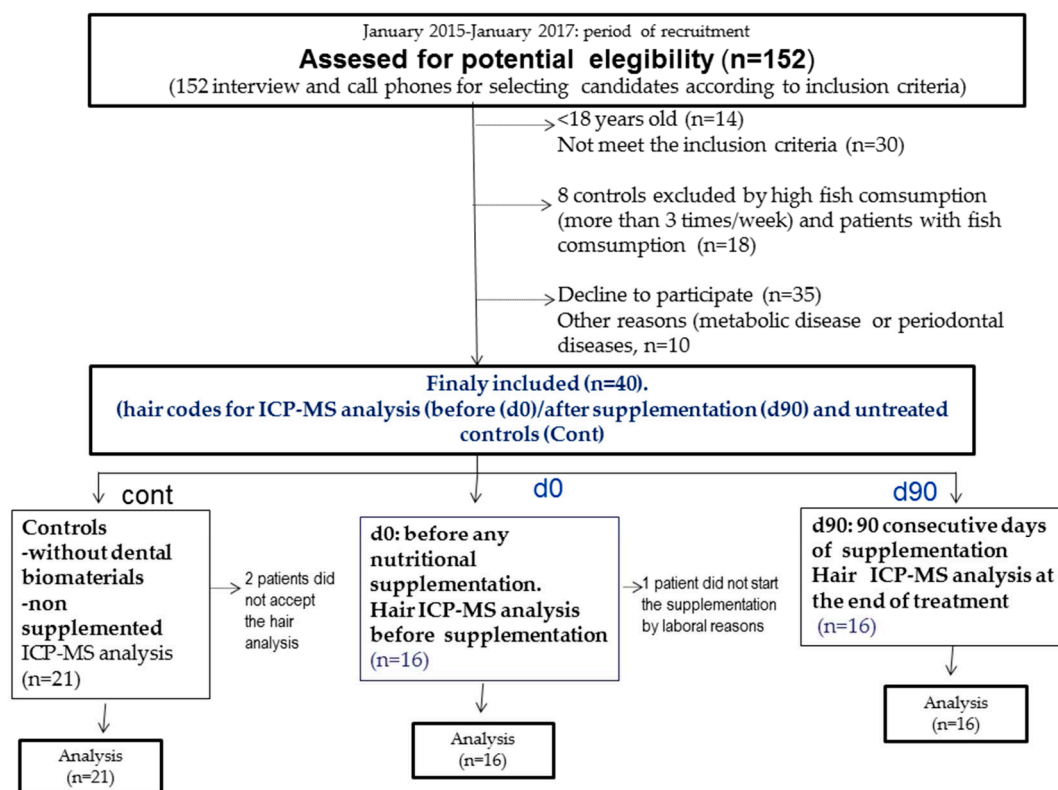 January 2015-January 2017: period of recruitment
Assesed for potential elegibility (n=152)
(152 interview and call phones for selecting candidates according to inclusion criteria)
<18 years old (n=14)
Not meet the inclusion criteria (n=30)
8 controls excluded by high fish comsumption
(more than 3 times/week) and patients with fish
comsumption (n=18)
Decline to participate (n=35)
Other reasons (metabolic disease or periodontal
diseases, n=10
Finaly included (n=40).
(hair codes for ICP-MS analysis (before (d0)/after supplementation (d90) and untreated
controls (Cont)
cont
d0
d90
Controls
-without dental
biomaterials
-non
supplemented
ICP-MS analysis
(n=21)
2 patients did
not accept
the hair
analysis
d0: before any
nutritional
supplementation.
Hair ICP-MS analysis
before supplementation
(n=16)
1 patient did not start
the supplementation
by laboral reasons
d90: 90 consecutive days
of supplementation
Hair ICP-MS analysis at
the end of treatment
(n=16)
Analysis
(n=21)
Analysis
(n=16)
Analysis
(n=16)